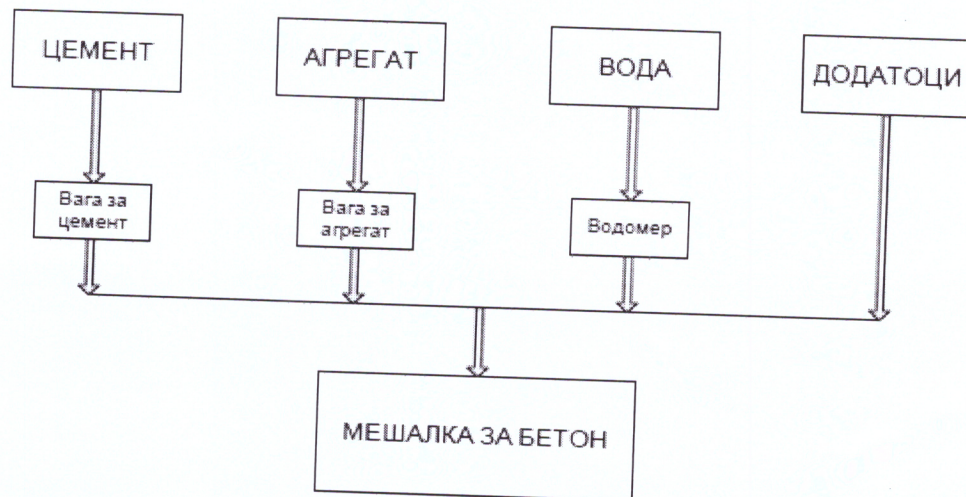 ЦЕМЕНТ
АГРЕГАТ
ВОДА
ДОДАТОЦИ
Вага за
цемент
Вага за
агрегат
Водомер
МЕШАЛКА ЗА БЕТОН